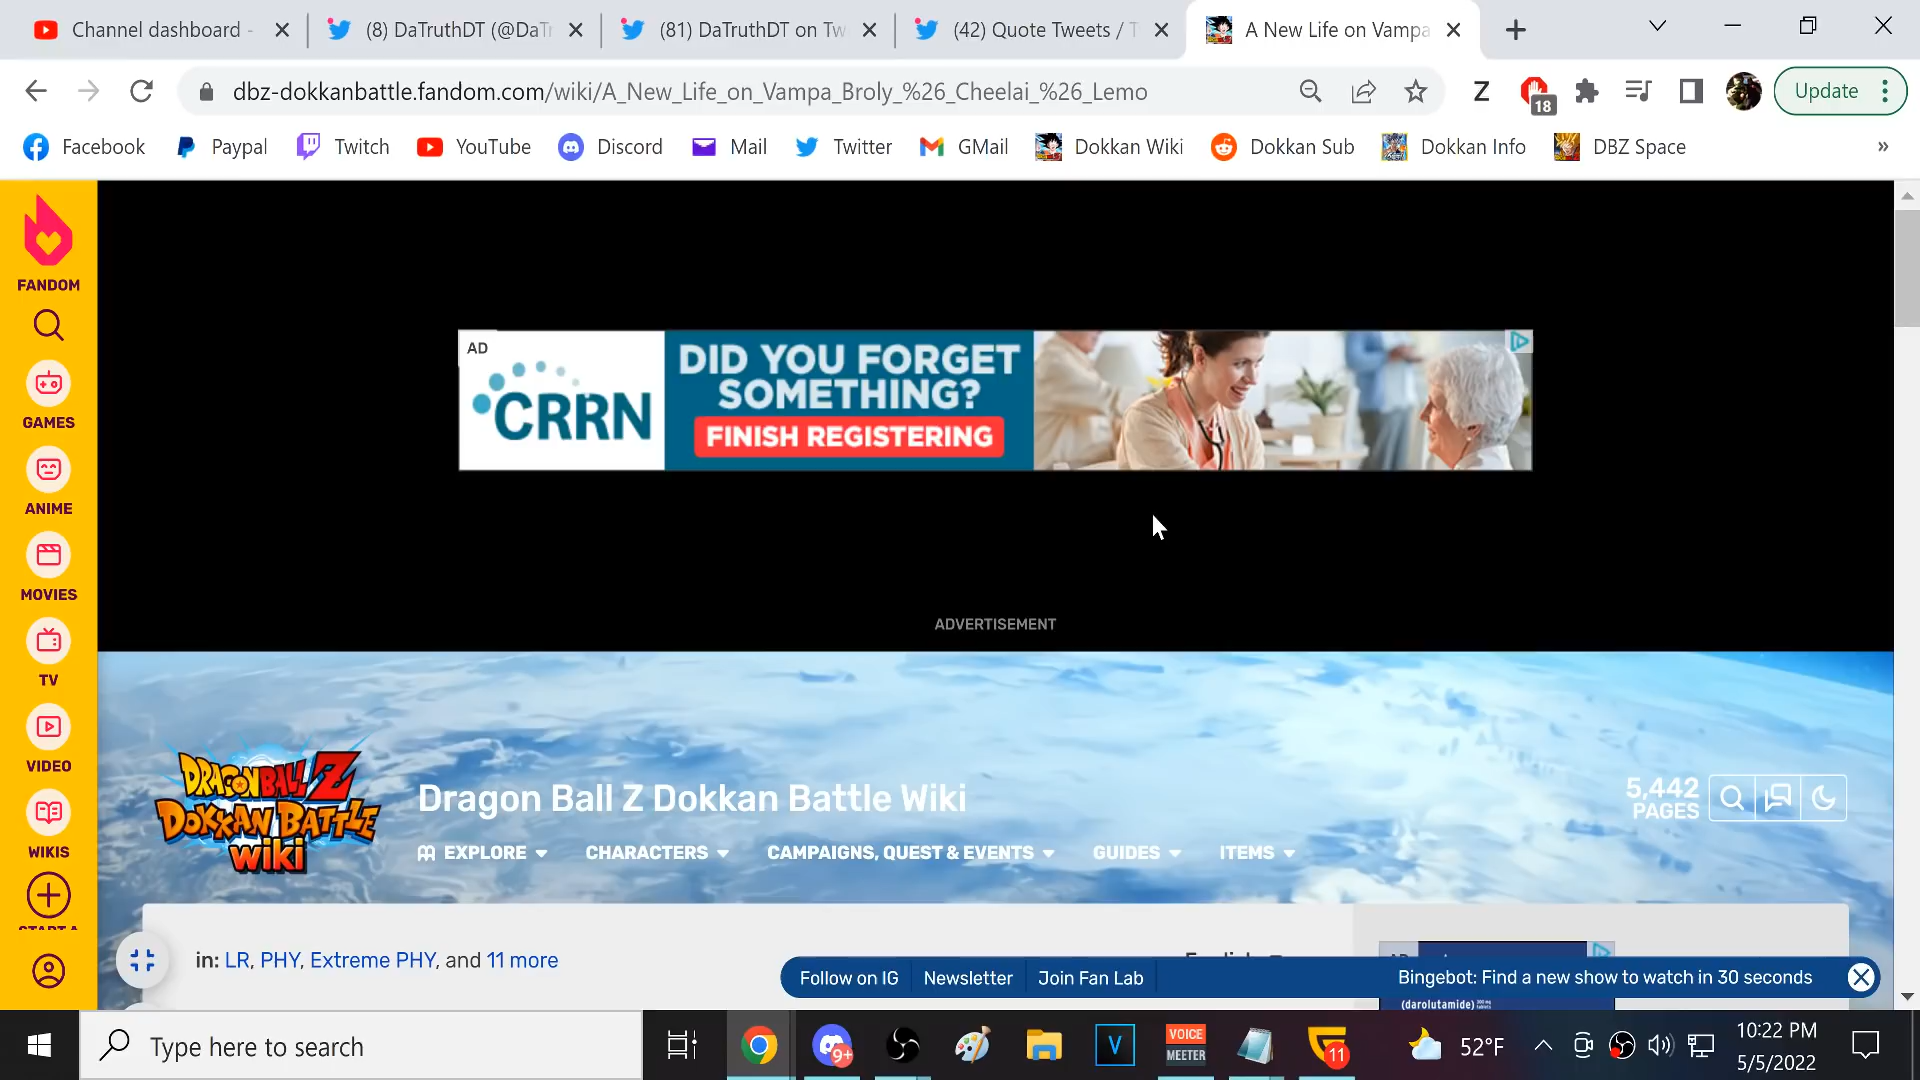 Channel dashboard -
(8) DaTruthDT (@DaTr
(81) DaTruthDT on Tw
(42) Quote Tweets / T
A New Life on Vampa
dbz-dokkanbattle.fandom.com/wiki/A_New_Life_on_Vampa_Broly_%26_Cheelai_%26_Lemo
Z
18
Update
Facebook
Paypal
Twitch
YouTube
Discord
Mail
Twitter
GMail
Dokkan Wiki
Dokkan Sub
Dokkan Info
DBZ Space
»
FANDOM
GAMES
ANIME
MOVIES
TV
VIDEO
WIKIS
START A
AD
CRRN
DID YOU FORGET
SOMETHING?
FINISH REGISTERING
ADVERTISEMENT
DRAGON BALL Z
DOKKAN BATTLE
wiki
Dragon Ball Z Dokkan Battle Wiki
5,442
PAGES
EXPLORE
CHARACTERS
CAMPAIGNS, QUEST & EVENTS
GUIDES
ITEMS
in: LR, PHY, Extreme PHY, and 11 more
English
AD
Follow on IG
Newsletter
Join Fan Lab
Bingebot: Find a new show to watch in 30 seconds
(darolutamide)
Type here to search
9+
V
VOICE
MEETER
11
52°F
10:22 PM
5/5/2022